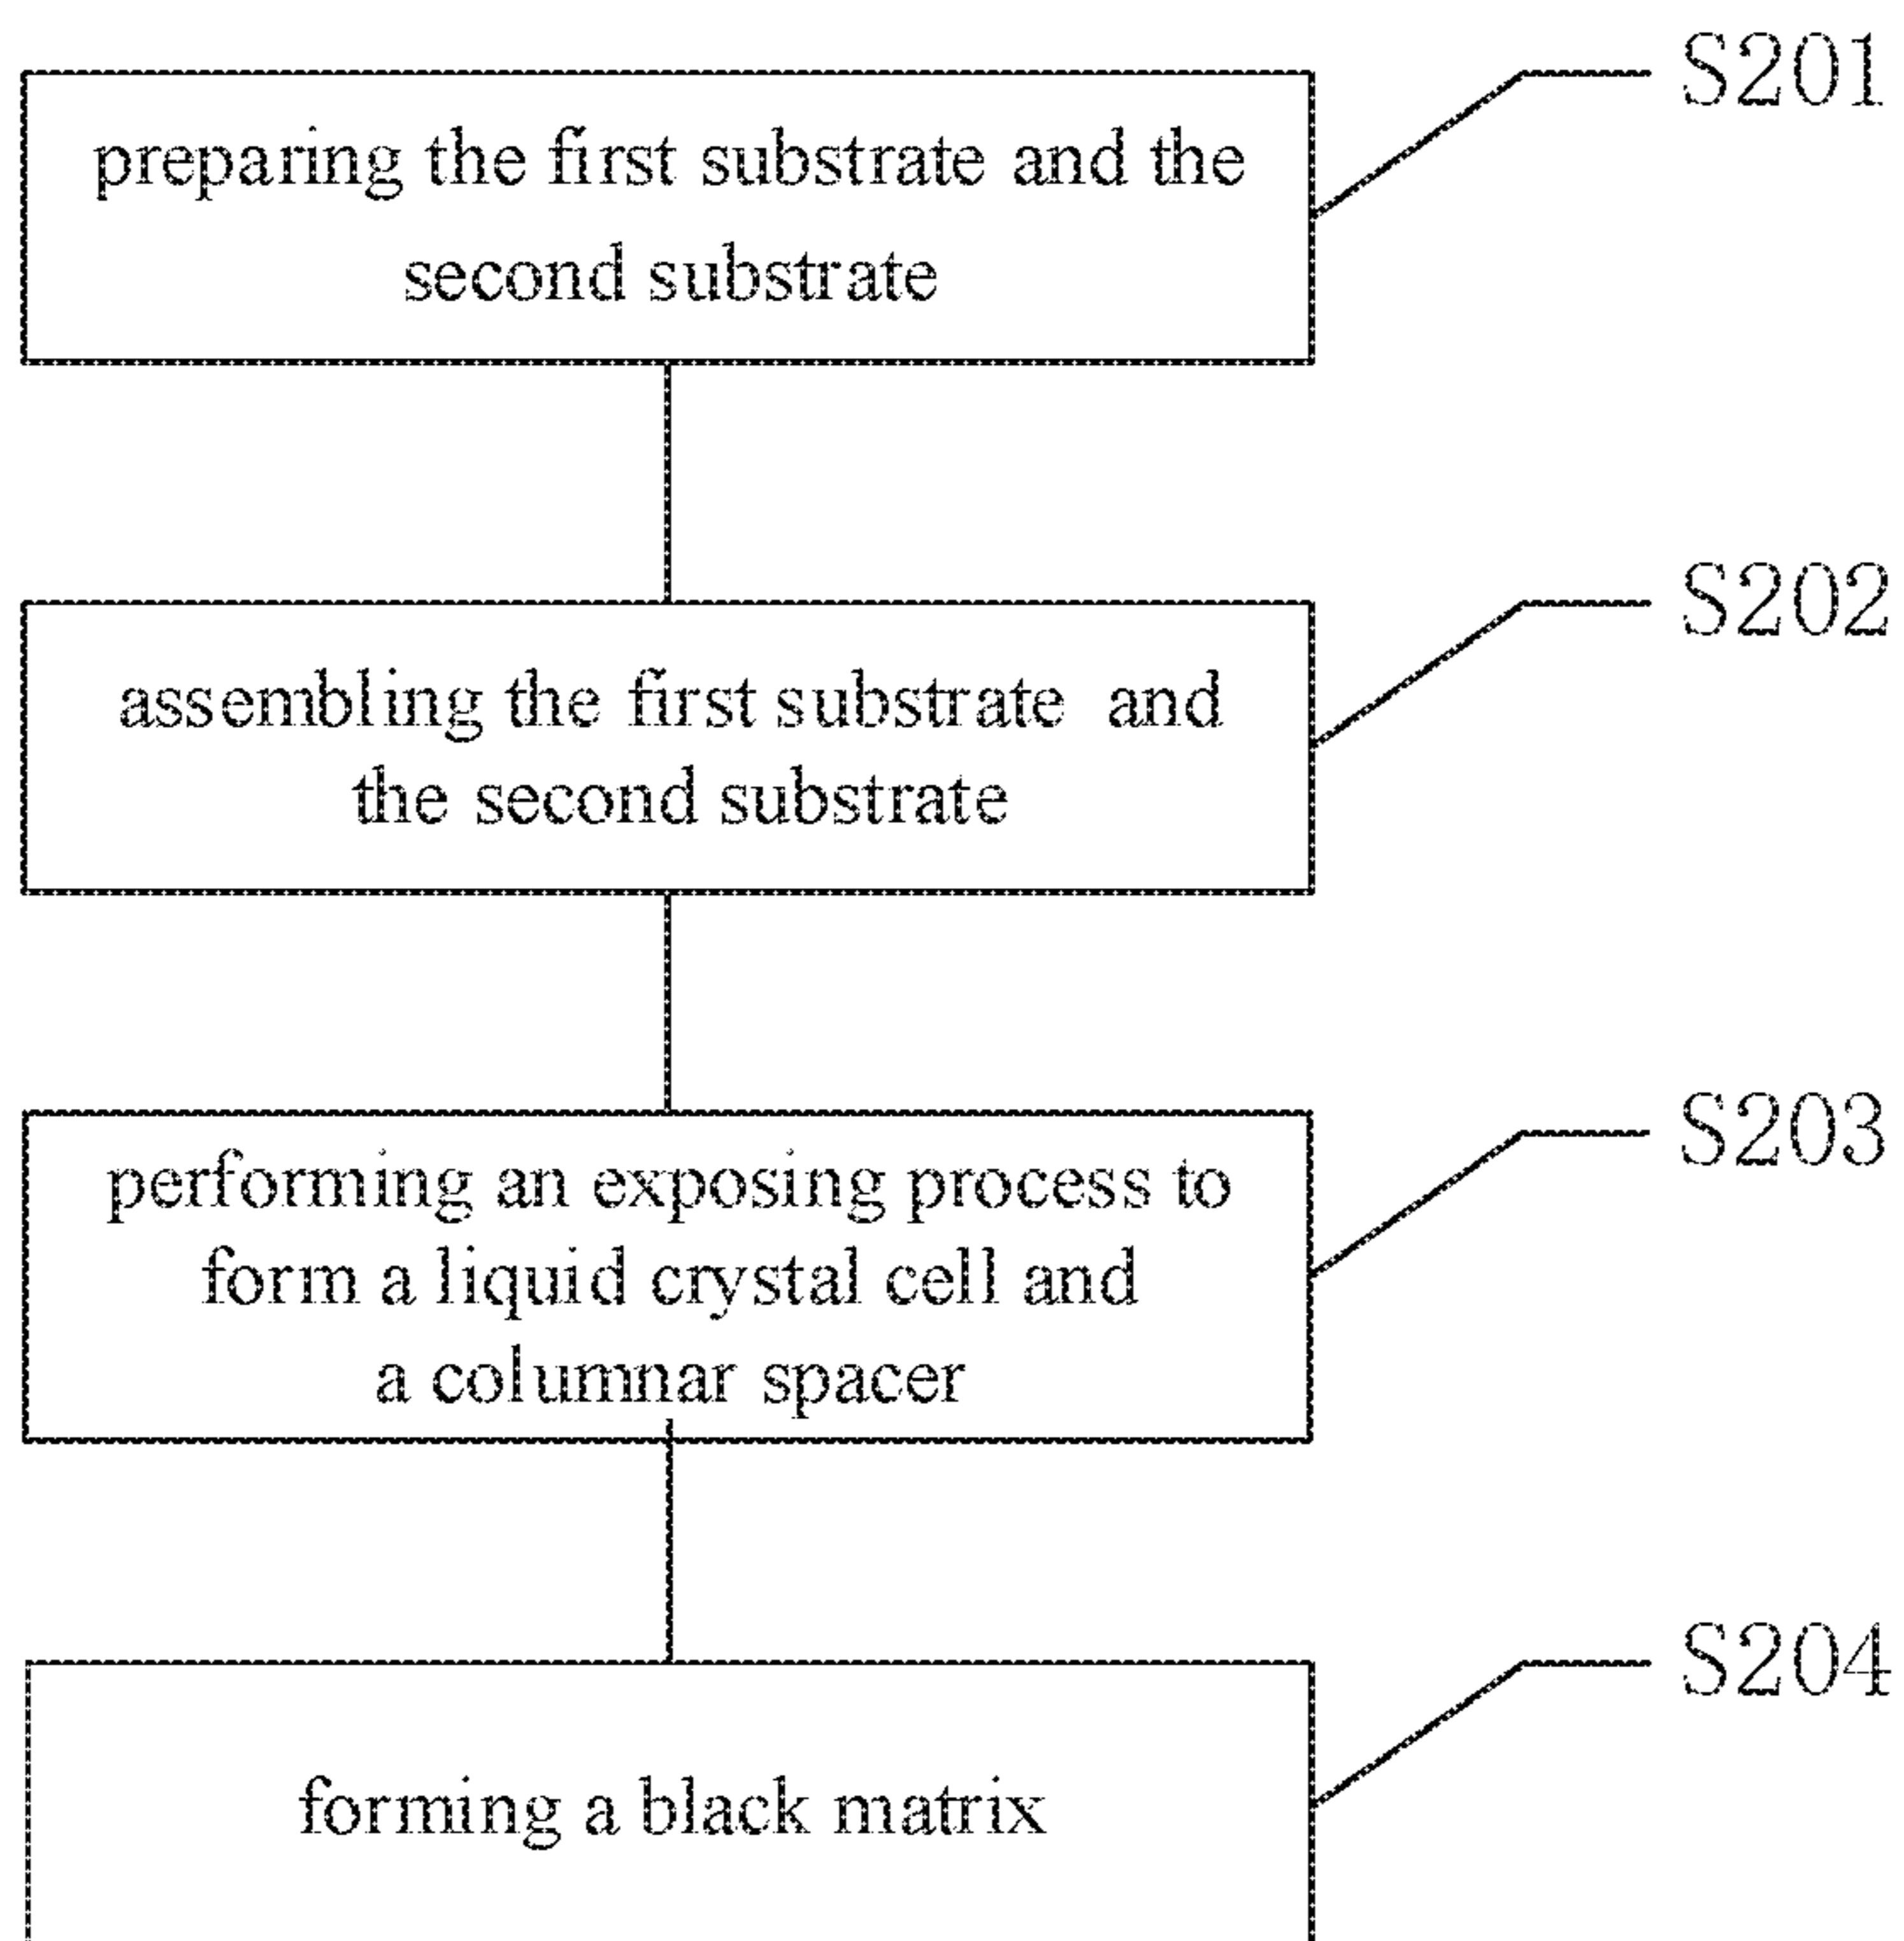 S201
preparing the first substrate and the
second substrate
S202
assembling the first substrate and
the second substrate
S203
performing an exposing process to
form a liquid crystal cell and
a columnar spacer
S204
forming a black matrix